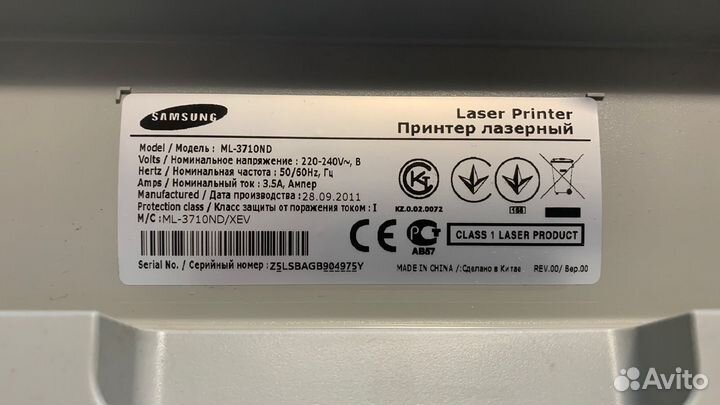 SAMSUNG
Laser Printer
Принтер лазерный
Model / Модель : ML-3710ND
Volts / Номинальное напряжение : 220-240V~, В
Hertz / Номинальная частота : 50/60Hz, Гц
Amps / Номинальный ток : 3.5A, Ампер
Manufactured / Дата производства :28.09.2011
Protection class / Класс защиты от поражения током : I
M/C :ML-3710ND/XEV
KZ.0.02.0072
188
АВ57
CLASS 1 LASER PRODUCT
Serial No. / Серийный номер : Z5LSBAGB904975Y
MADE IN CHINA /:Сделано в Китае
REV.00/ Вер.00
Avito